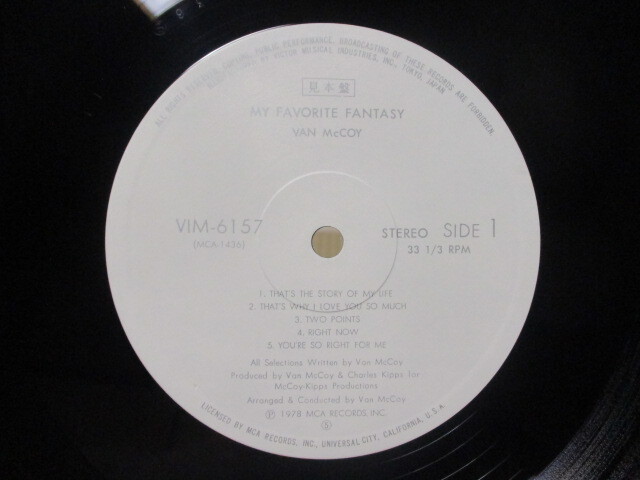 ALL RIGHTS RESERVED. UNAUTHORIZED PUBLIC PERFORMANCE, BROADCASTING OF THESE RECORDS ARE FORBIDDEN.
BY VICTOR MUSICAL INDUSTRIES, INC., TOKYO, JAPAN
見本盤
MY FAVORITE FANTASY
VAN McCOY
VIM-6157
(MCA-1436)
STEREO SIDE 1
33 1/3 RPM
1. THAT'S THE STORY OF MY LIFE
2. THAT'S WHY I LOVE YOU SO MUCH
3. TWO POINTS
4. RIGHT NOW
5. YOU'RE SO RIGHT FOR ME
All Selections Written by Van McCoy
Produced by Van McCoy & Charles Kipps for
McCoy-Kipps Productions
Arranged & Conducted by Van McCoy
Ⓟ 1978 MCA RECORDS INC.
Ⓢ
LICENSED BY MCA RECORDS, INC., UNIVERSAL CITY, CALIFORNIA, U.S.A.